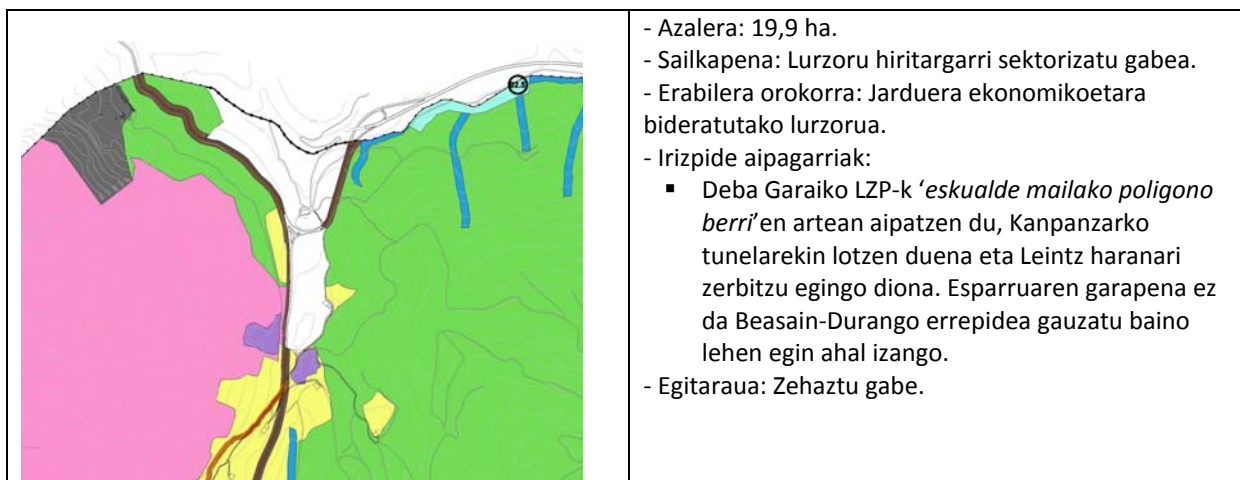 - Azalera: 19,9 ha.
- Sailkapena: Lurzoru hiritargarri sektorizatu gabea.
- Erabilera orokorra: Jarduera ekonomikoetara
bideratutako lurzorua.
- Irizpide aipagarriak:
▪ Deba Garaiko LZP-k ‘eskualde mailako poligono
berri’en artean aipatzen du, Kanpanzarko
tunelarekin lotzen duena eta Leintz haranari
zerbitzu egingo diona. Esparruaren garapena ez
da Beasain-Durango errepidea gauzatu baino
lehen egin ahal izango.
- Egitaraua: Zehaztu gabe.